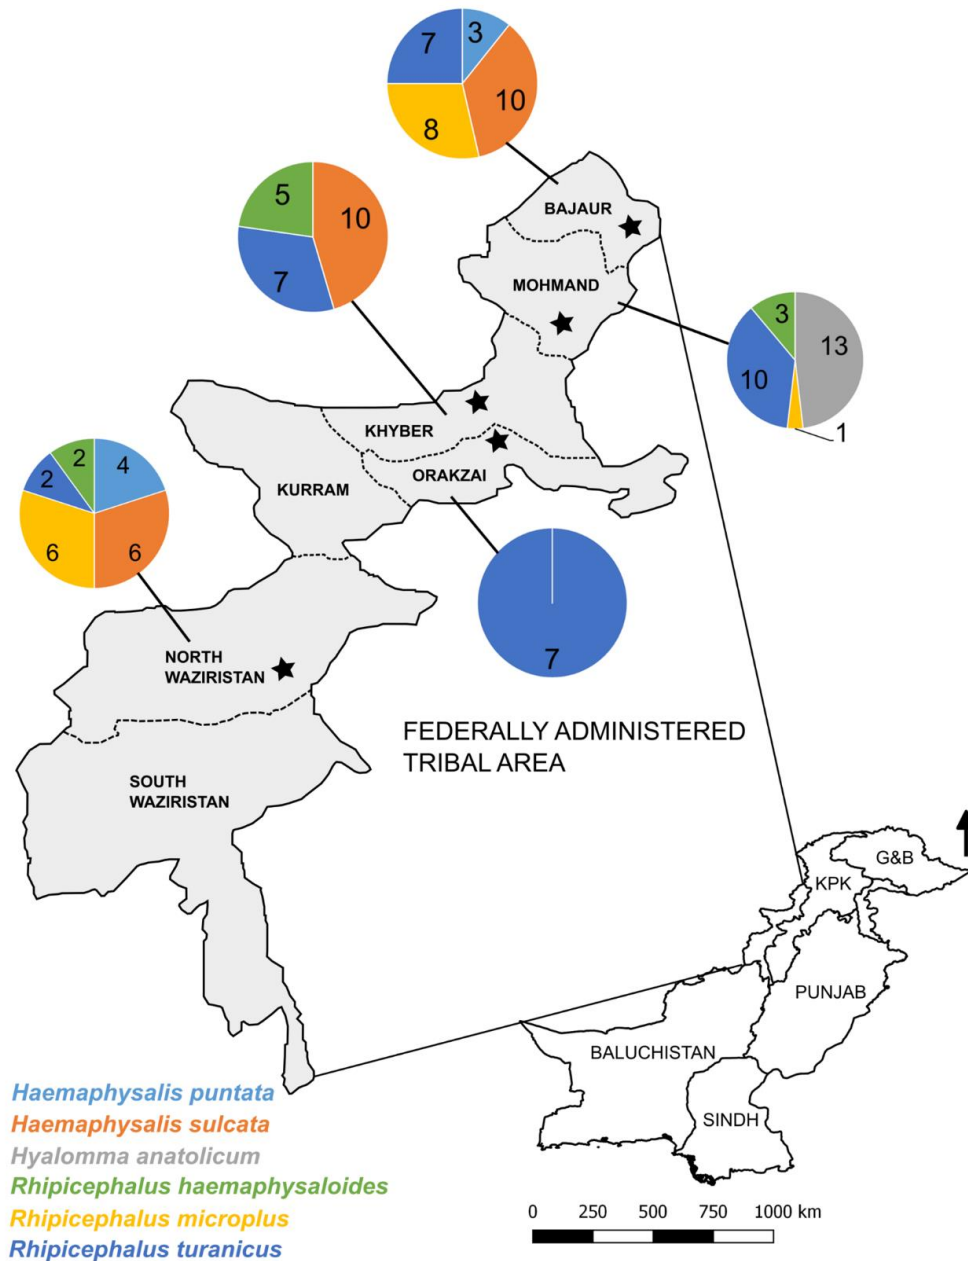 7
3
10
8
BAJAUR
5
10
7
MOHMAND
3
13
10
1
KHYBER
ORAKZAI
KURRAM
2
4
2
6
6
7
NORTH
WAZIRISTAN
FEDERALLY ADMINISTERED
TRIBAL AREA
SOUTH
WAZIRISTAN
G&B
KPK
PUNJAB
BALUCHISTAN
SINDH
Haemaphysalis puntata
Haemaphysalis sulcata
Hyalomma anatolicum
Rhipicephalus haemaphysaloides
Rhipicephalus microplus
Rhipicephalus turanicus
0 250 500 750 1000 km